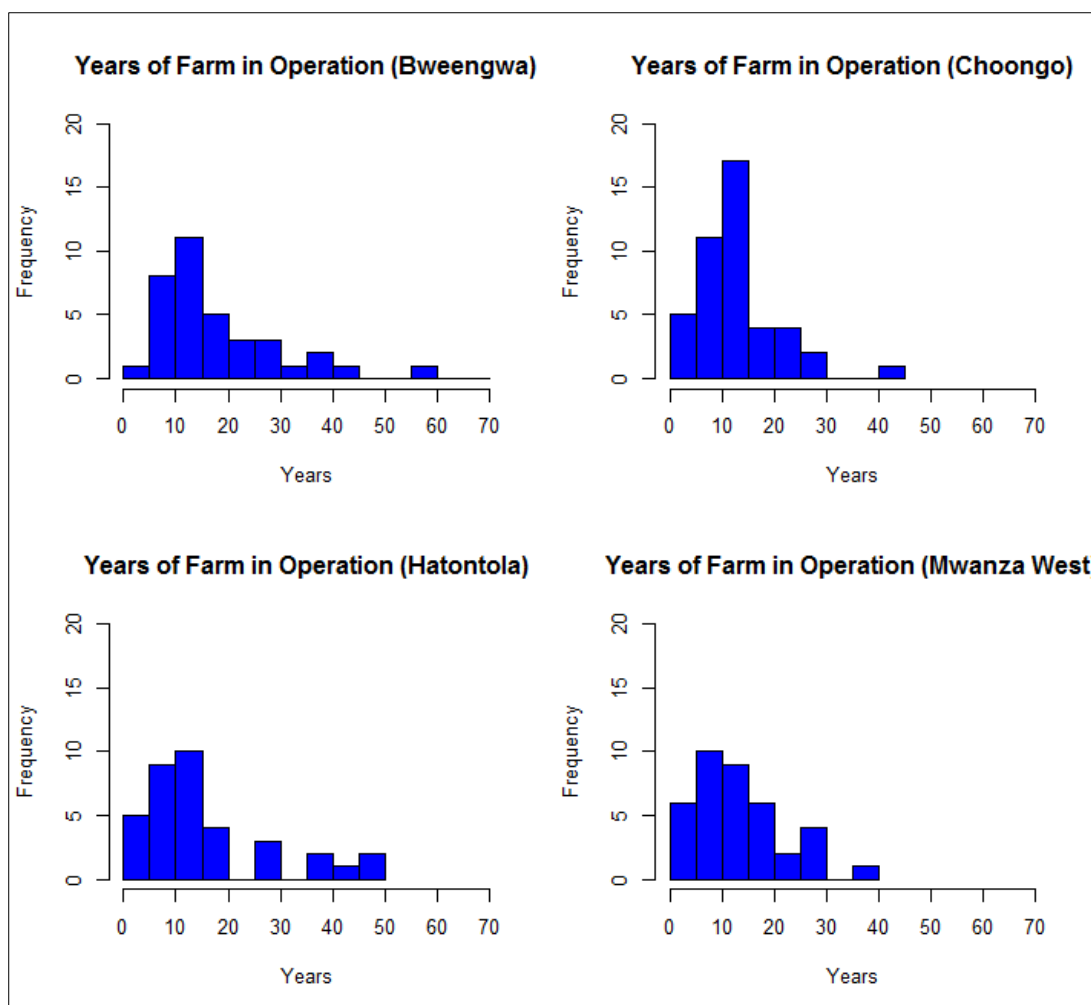 Years of Farm in Operation (Bweengwa)
Frequency
20
15
10
5
0
0 10 20 30 40 50 60 70
Years
Years of Farm in Operation (Choongo)
Frequency
20
15
10
5
0
0 10 20 30 40 50 60 70
Years
Years of Farm in Operation (Hatontola)
Frequency
20
15
10
5
0
0 10 20 30 40 50 60 70
Years
Years of Farm in Operation (Mwanza West
Frequency
20
15
10
5
0
0 10 20 30 40 50 60 70
Years